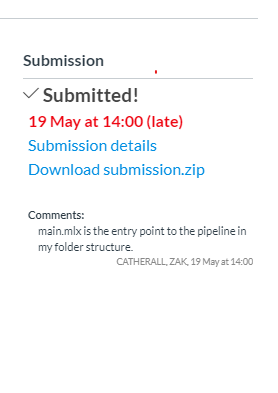 Submission
Submitted!
19 May at 14:00 (late)
Submission details
Download submission.zip
Comments:
main.mlx is the entry point to the pipeline in
my folder structure.
CATHERALL, ZAK, 19 May at 14:00